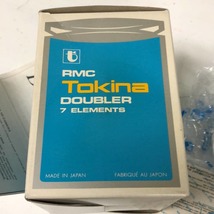 RMC
Tokina
DOUBLER
7 ELEMENTS
MADE IN JAPAN
FABRIQUÉ AU JAPON